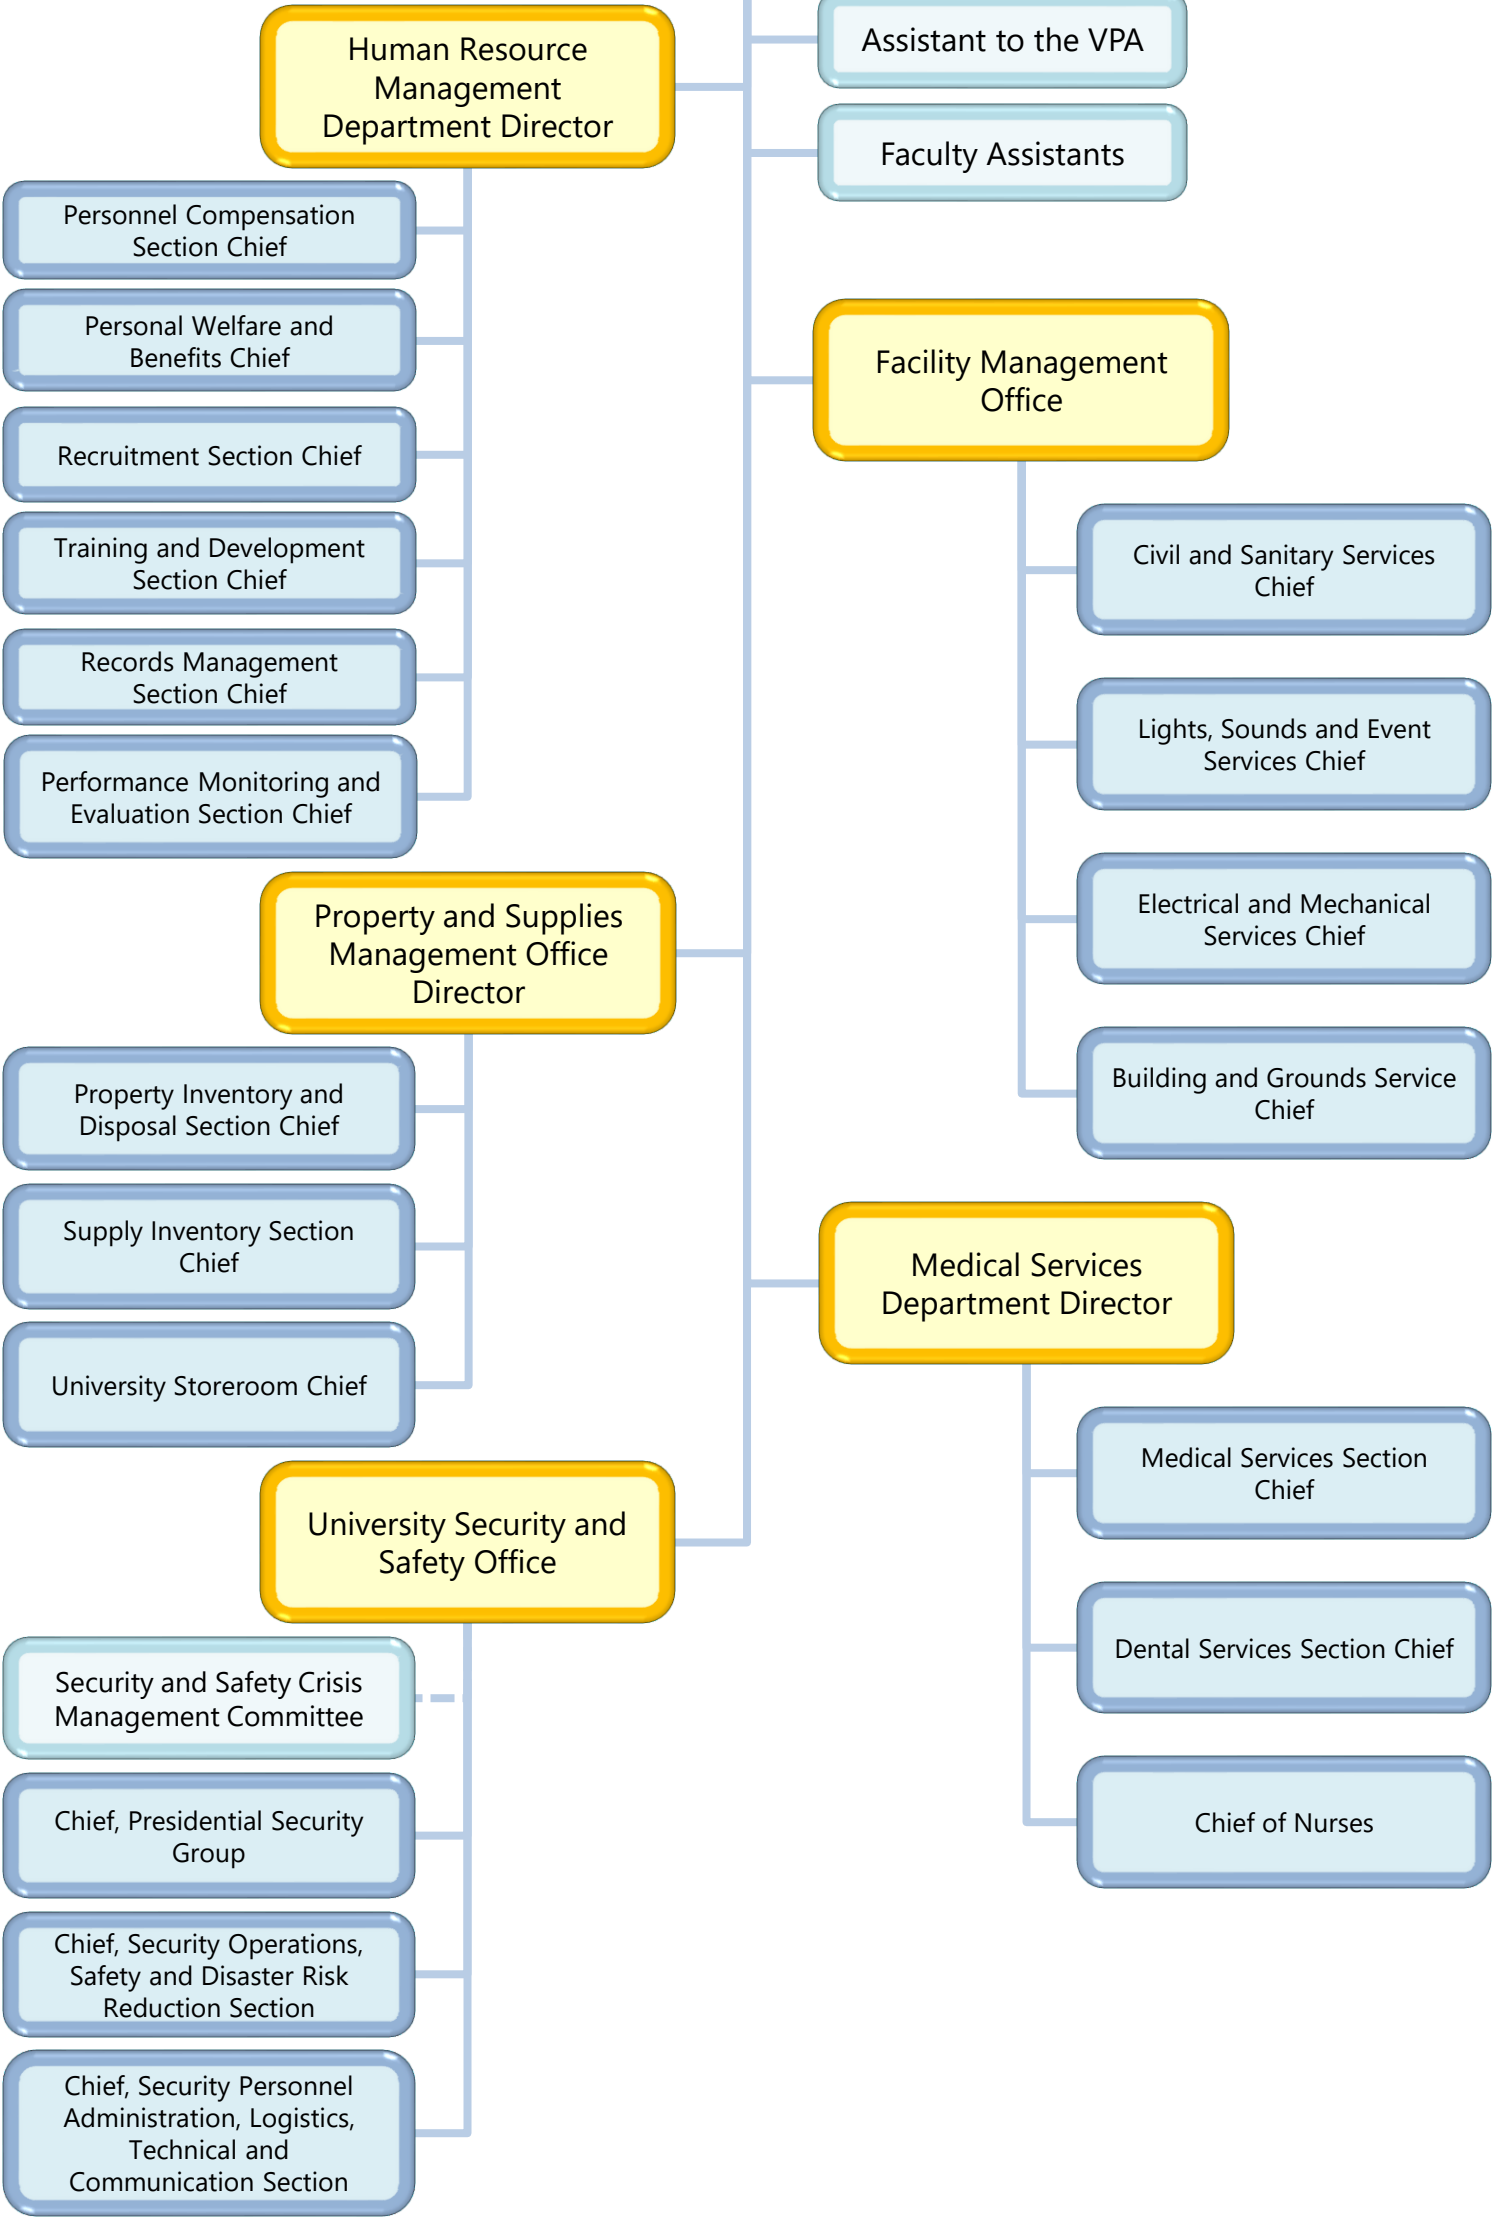 Human Resource
Management
Department Director
Assistant to the VPA
Faculty Assistants
Personnel Compensation
Section Chief
Personal Welfare and
Benefits Chief
Recruitment Section Chief
Training and Development
Section Chief
Records Management
Section Chief
Performance Monitoring and
Evaluation Section Chief
Facility Management
Office
Civil and Sanitary Services
Chief
Lights, Sounds and Event
Services Chief
Electrical and Mechanical
Services Chief
Building and Grounds Service
Chief
Property and Supplies
Management Office
Director
Property Inventory and
Disposal Section Chief
Supply Inventory Section
Chief
University Storeroom Chief
Medical Services
Department Director
Medical Services Section
Chief
Dental Services Section Chief
Chief of Nurses
University Security and
Safety Office
Security and Safety Crisis
Management Committee
Chief, Presidential Security
Group
Chief, Security Operations,
Safety and Disaster Risk
Reduction Section
Chief, Security Personnel
Administration, Logistics,
Technical and
Communication Section